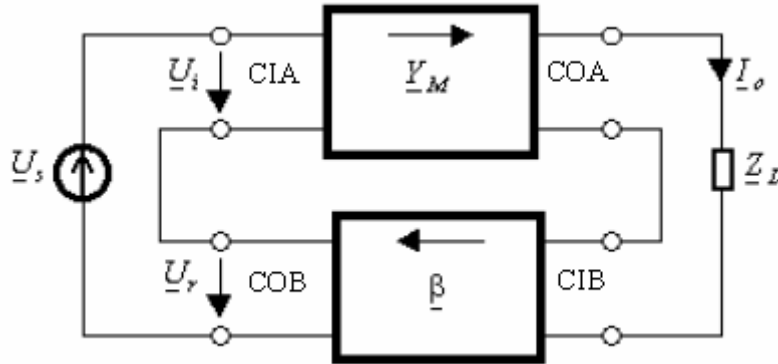 U_i
CIA
Y_M
COA
I_o
U_s
Z_L
U_r
COB
β
CIB